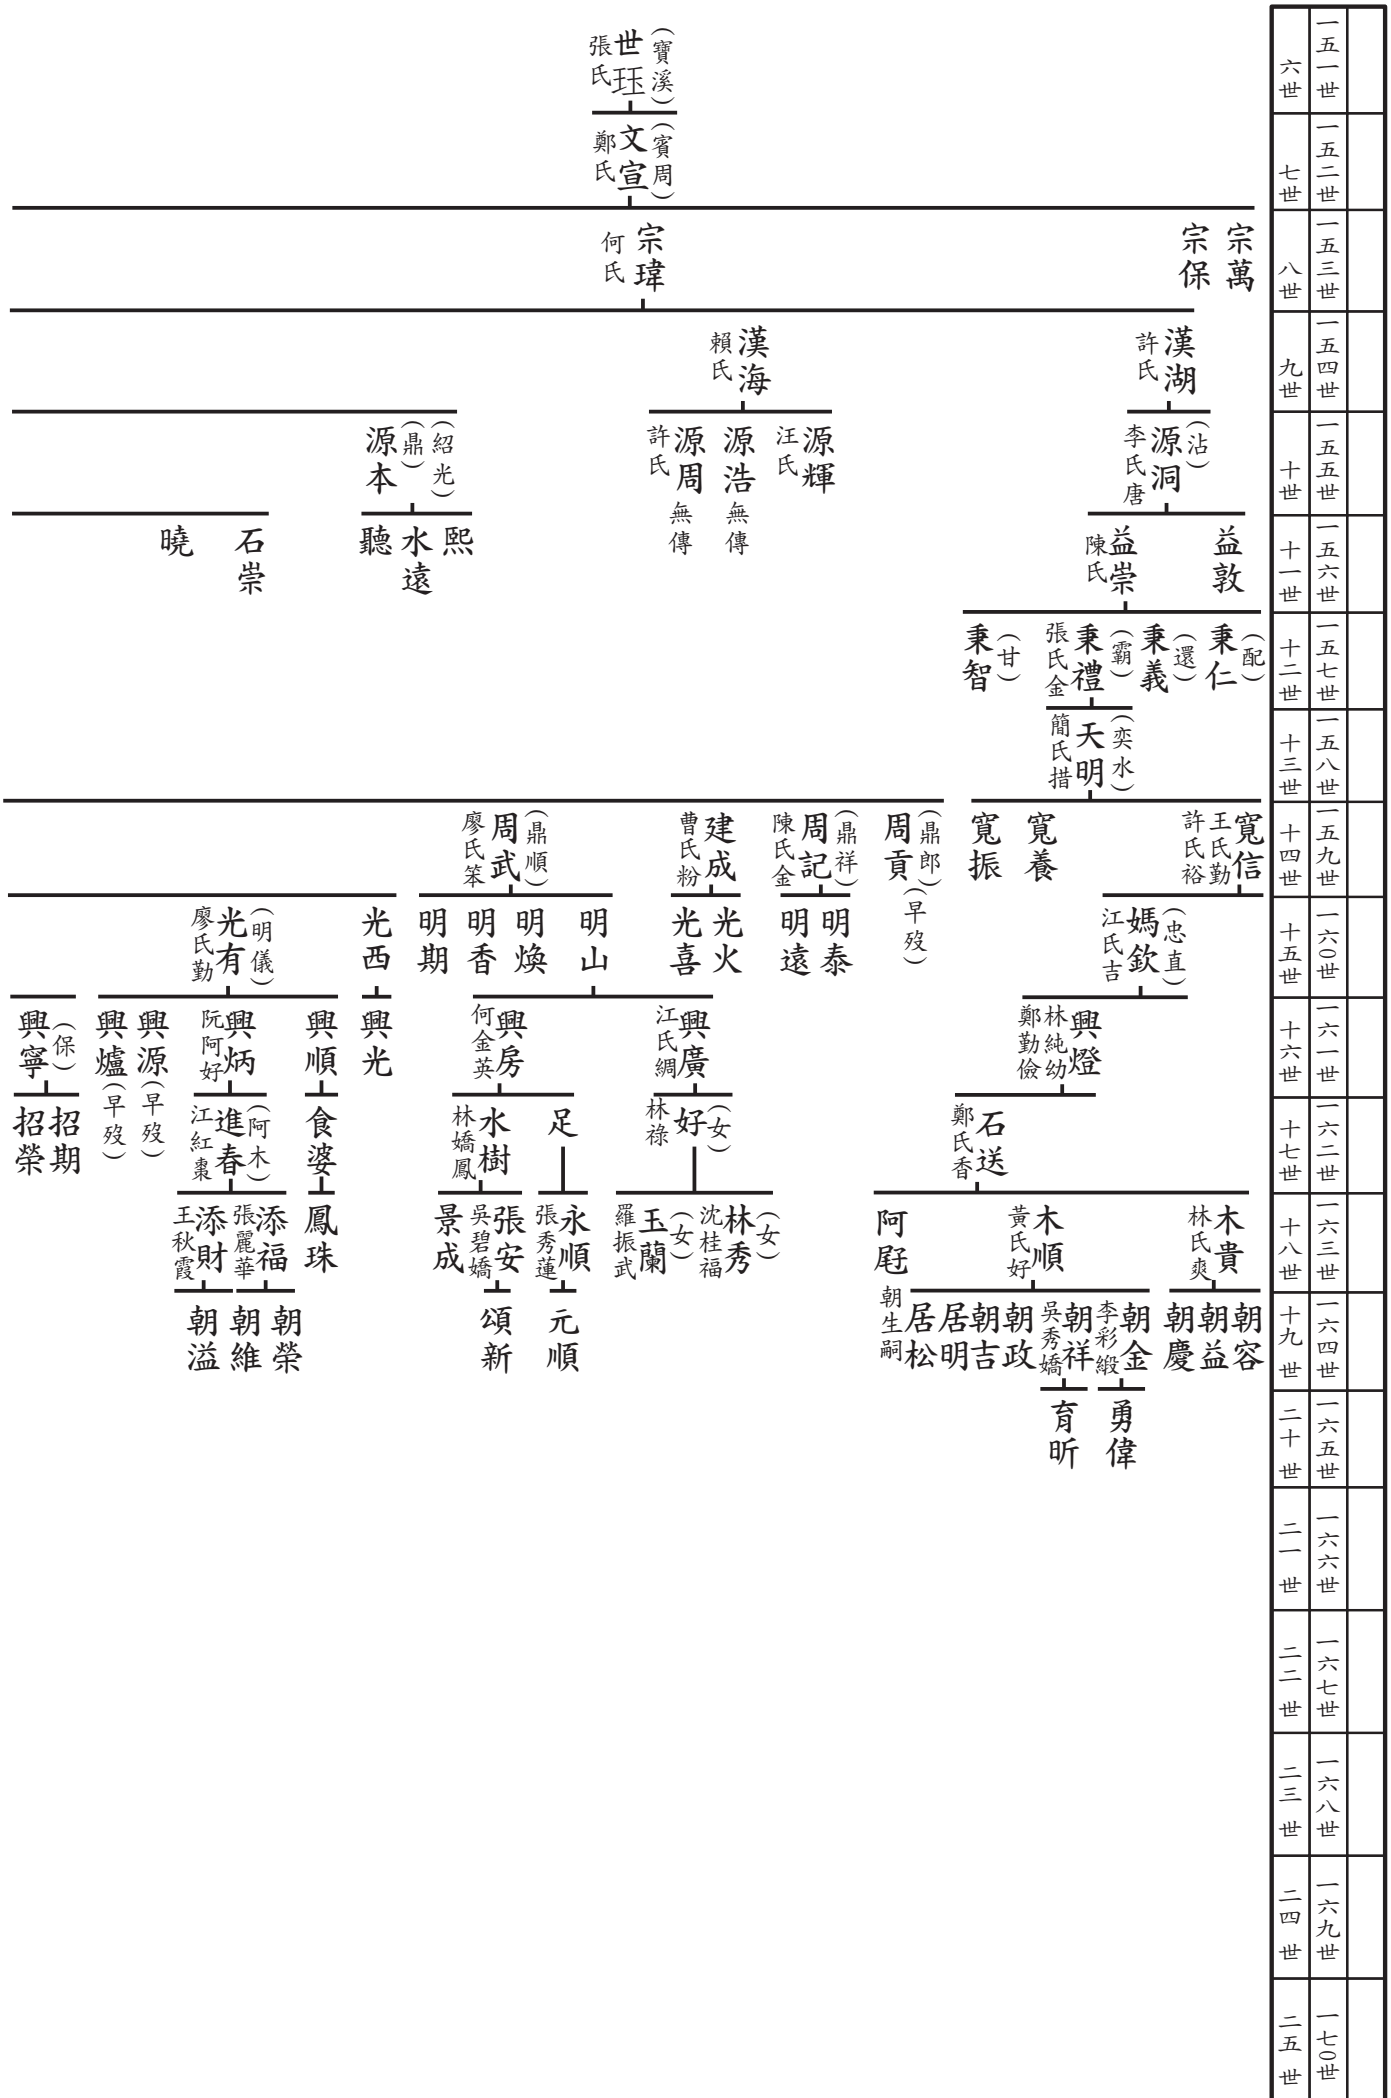 一五一世
一五二世
一五三世
一五四世
一五五世
一五六世
一五七世
一五八世
一五九世
一六〇世
一六一世
一六二世
一六三世
一六四世
一六五世
一六六世
一六七世
一六八世
一六九世
一七〇世
六世
七世
八世
九世
十世
十一世
十二世
十三世
十四世
十五世
十六世
十七世
十八世
十九世
二十世
二一世
二二世
二三世
二四世
二五世
(寶溪)
世珏
張氏
(賓周)
文宣
鄭氏
宗萬
宗保
宗瑋
何氏
漢湖
許氏
漢海
賴氏
(沾)
源洞
李氏唐
源輝
汪氏
源浩無傳
源周無傳
許氏
(紹光)
(鼎)
源本
益敦
益崇
陳氏
熙
水遠
聽
石崇
曉
(配)
秉仁
(還)
秉義
(霸)
秉禮
張氏金
(甘)
秉智
(奕水)
天明
簡氏措
寬信
王氏勤
許氏裕
寬養
寬振
(鼎郎)
周貢(早歿)
(鼎祥)
周記
陳氏金
建成
曹氏粉
(鼎順)
周武
廖氏笨
(忠直)
媽欽
江氏吉
明泰
明遠
光火
光喜
明山
明煥
明香
明期
光西
(明儀)
光有
廖氏勤
興燈
林純幼
鄭勤儉
興廣
江氏綢
興房
何金英
興光
興順
興炳
阮阿好
興源(早歿)
興爐(早歿)
(保)
興寧
石送
鄭氏香
(女)
好
林祿
足
水樹
林嬌鳳
食婆
(阿木)
進春
江紅棗
招期
招榮
木貴
林氏爽
木順
黃氏好
阿屘
(女)
林秀
沈桂福
(女)
玉蘭
羅振武
永順
張秀蓮
張安
吳碧嬌
景成
鳳珠
添福
張麗華
添財
王秋霞
朝容
朝益
朝慶
朝金
李彩緞
朝祥
吳秀嬌
朝政
朝吉
居明
居松
朝生嗣
元順
頌新
朝榮
朝維
朝溢
勇偉
育昕